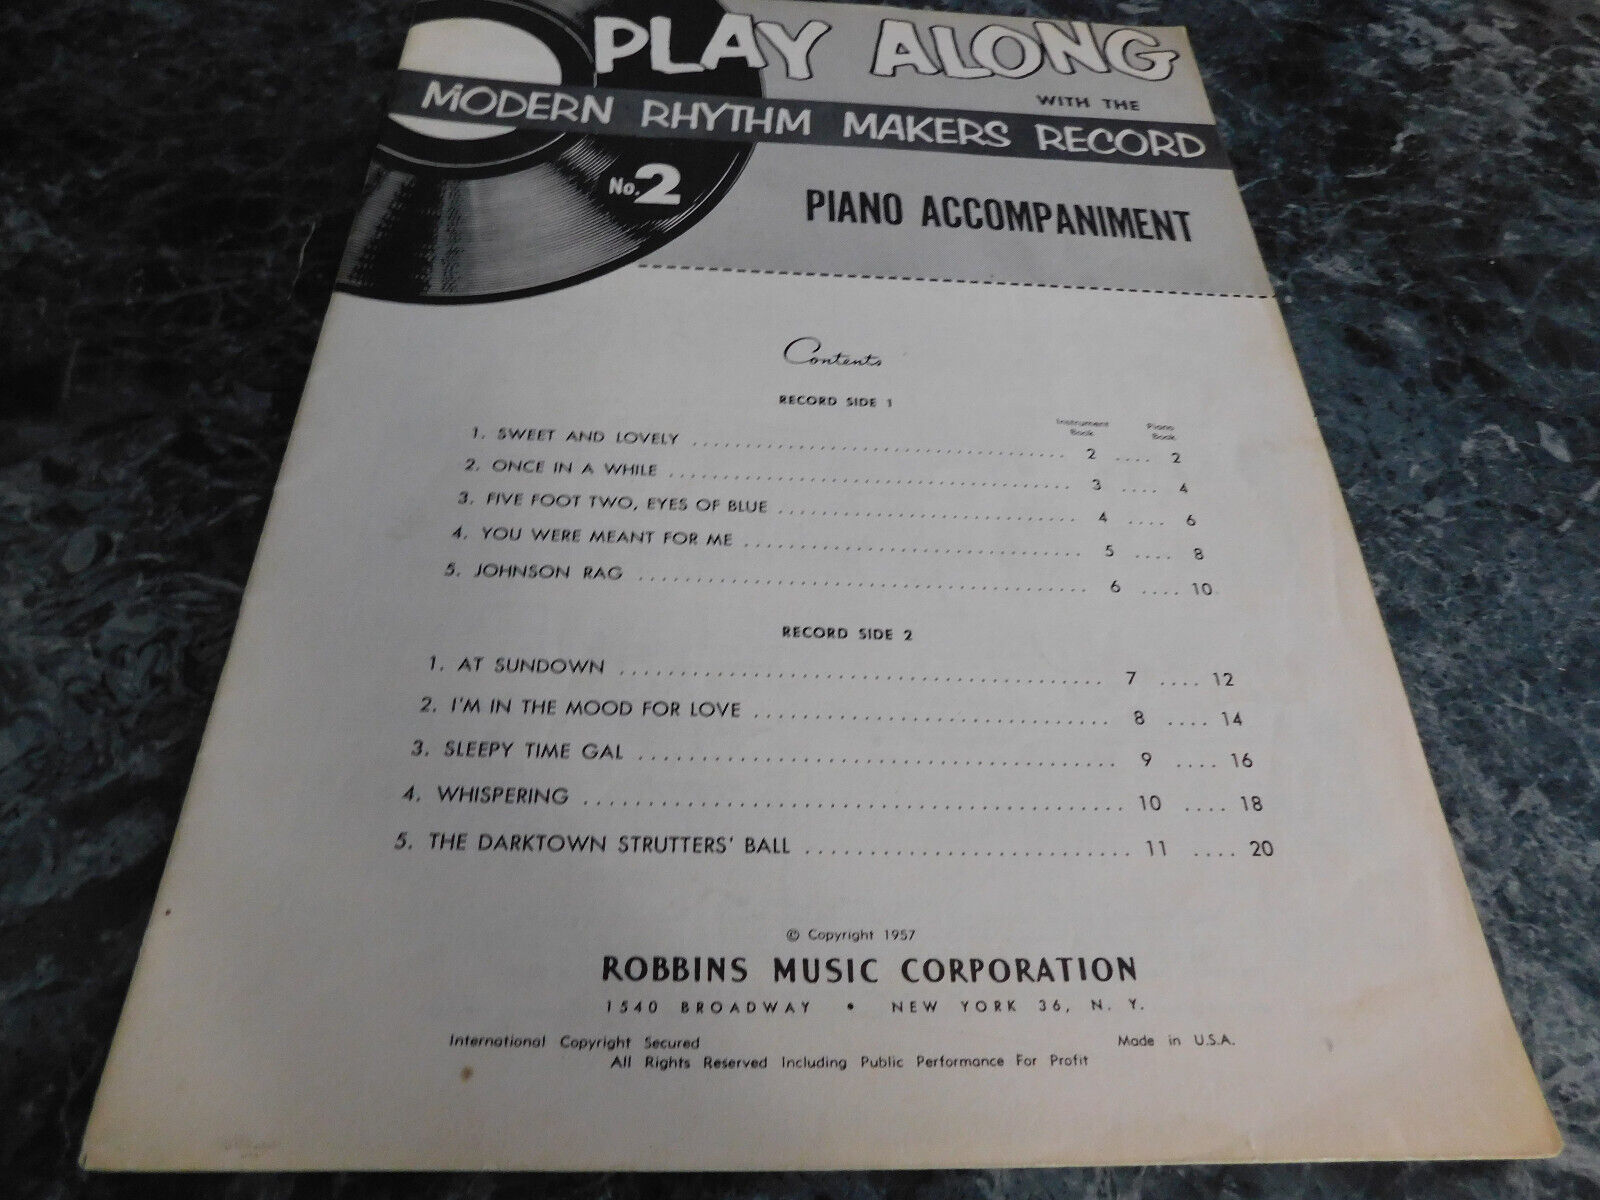 PLAY ALONG
WITH THE
MODERN RHYTHM MAKERS RECORD
No. 2
PIANO ACCOMPANIMENT
Contents
RECORD SIDE 1
Instrument Book Piano Book
1. SWEET AND LOVELY 2 .... 2
2. ONCE IN A WHILE 3 .... 4
3. FIVE FOOT TWO, EYES OF BLUE 4 .... 6
4. YOU WERE MEANT FOR ME 5 .... 8
5. JOHNSON RAG 6 .... 10
RECORD SIDE 2
1. AT SUNDOWN 7 .... 12
2. I'M IN THE MOOD FOR LOVE 8 .... 14
3. SLEEPY TIME GAL 9 .... 16
4. WHISPERING 10 .... 18
5. THE DARKTOWN STRUTTERS' BALL 11 .... 20
© Copyright 1957
ROBBINS MUSIC CORPORATION
1540 BROADWAY • NEW YORK 36, N. Y.
International Copyright Secured Made in U.S.A.
All Rights Reserved Including Public Performance For Profit